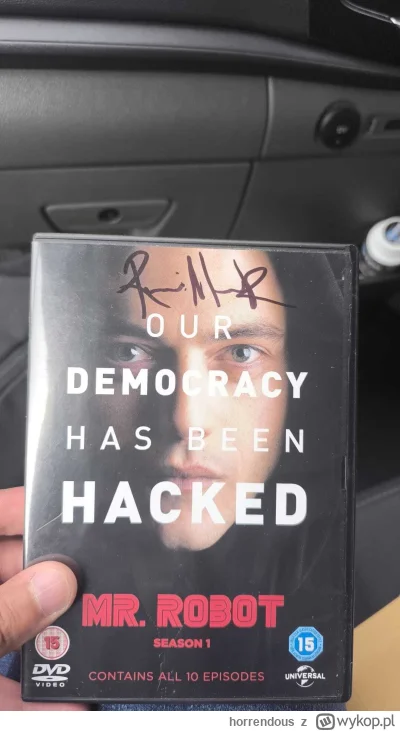 OUR
DEMOCRACY
HAS BEEN
HACKED
MR. ROBOT
SEASON 1
15
15
DVD
VIDEO
UNIVERSAL
CONTAINS ALL 10 EPISODES
horrendous z wykop.pl